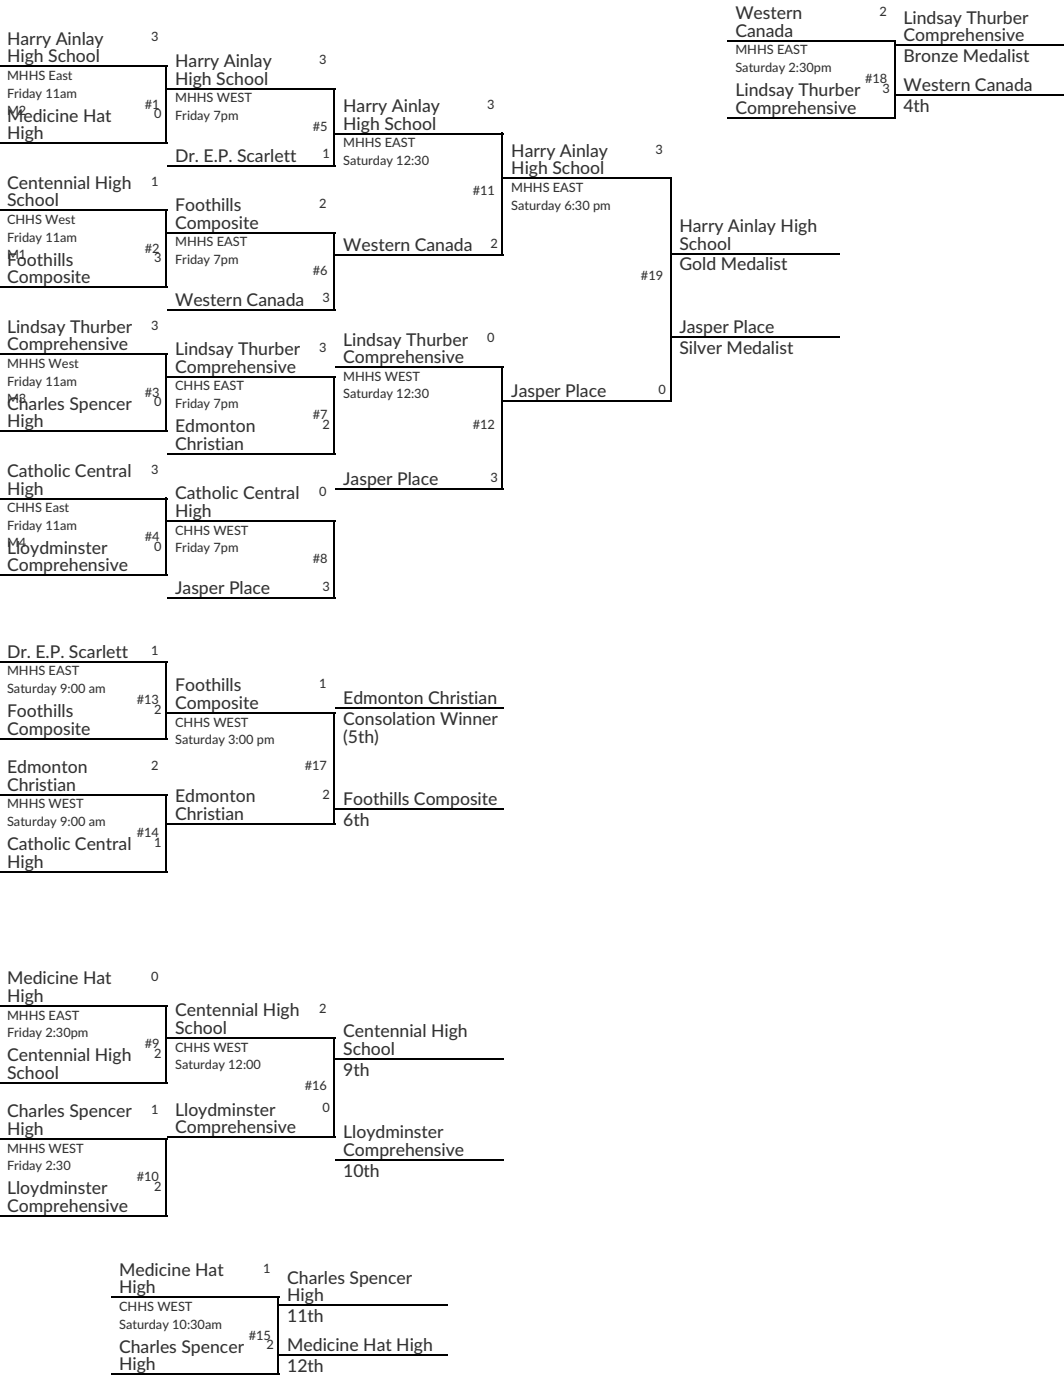 Harry Ainlay 3
High School
MHHS East
Friday 11am
M2 #1
Medicine Hat 0
High
Centennial High 1
School
CHHS West
Friday 11am
M1 #2
Foothills 3
Composite
Lindsay Thurber 3
Comprehensive
MHHS West
Friday 11am
M3 #3
Charles Spencer 0
High
Catholic Central 3
High
CHHS East
Friday 11am
M4 #4
Lloydminster 0
Comprehensive
Harry Ainlay 3
High School
MHHS WEST
Friday 7pm
#5
Dr. E.P. Scarlett 1
Foothills 2
Composite
MHHS EAST
Friday 7pm
#6
Western Canada 3
Lindsay Thurber 3
Comprehensive
CHHS EAST
Friday 7pm
#7
Edmonton 2
Christian
Catholic Central 0
High
CHHS WEST
Friday 7pm
#8
Jasper Place 3
Harry Ainlay 3
High School
MHHS EAST
Saturday 12:30
#11
Western Canada 2
Lindsay Thurber 0
Comprehensive
MHHS WEST
Saturday 12:30
#12
Jasper Place 3
Harry Ainlay 3
High School
MHHS EAST
Saturday 6:30 pm
#19
Jasper Place 0
Harry Ainlay High
School
Gold Medalist
Jasper Place
Silver Medalist
Western 2
Canada
MHHS EAST
Saturday 2:30pm
#18
Lindsay Thurber 3
Comprehensive
Lindsay Thurber
Comprehensive
Bronze Medalist
Western Canada
4th
Dr. E.P. Scarlett 1
MHHS EAST
Saturday 9:00 am
#13
Foothills 2
Composite
Edmonton 2
Christian
MHHS WEST
Saturday 9:00 am
#14
Catholic Central 1
High
Foothills 1
Composite
CHHS WEST
Saturday 3:00 pm
#17
Edmonton 2
Christian
Edmonton Christian
Consolation Winner
(5th)
Foothills Composite
6th
Medicine Hat 0
High
MHHS EAST
Friday 2:30pm
#9
Centennial High 2
School
Charles Spencer 1
High
MHHS WEST
Friday 2:30
#10
Lloydminster 2
Comprehensive
Centennial High 2
School
CHHS WEST
Saturday 12:00
#16
Lloydminster 0
Comprehensive
Centennial High
School
9th
Lloydminster
Comprehensive
10th
Medicine Hat 1
High
CHHS WEST
Saturday 10:30am
#15
Charles Spencer 2
High
Charles Spencer
High
11th
Medicine Hat High
12th